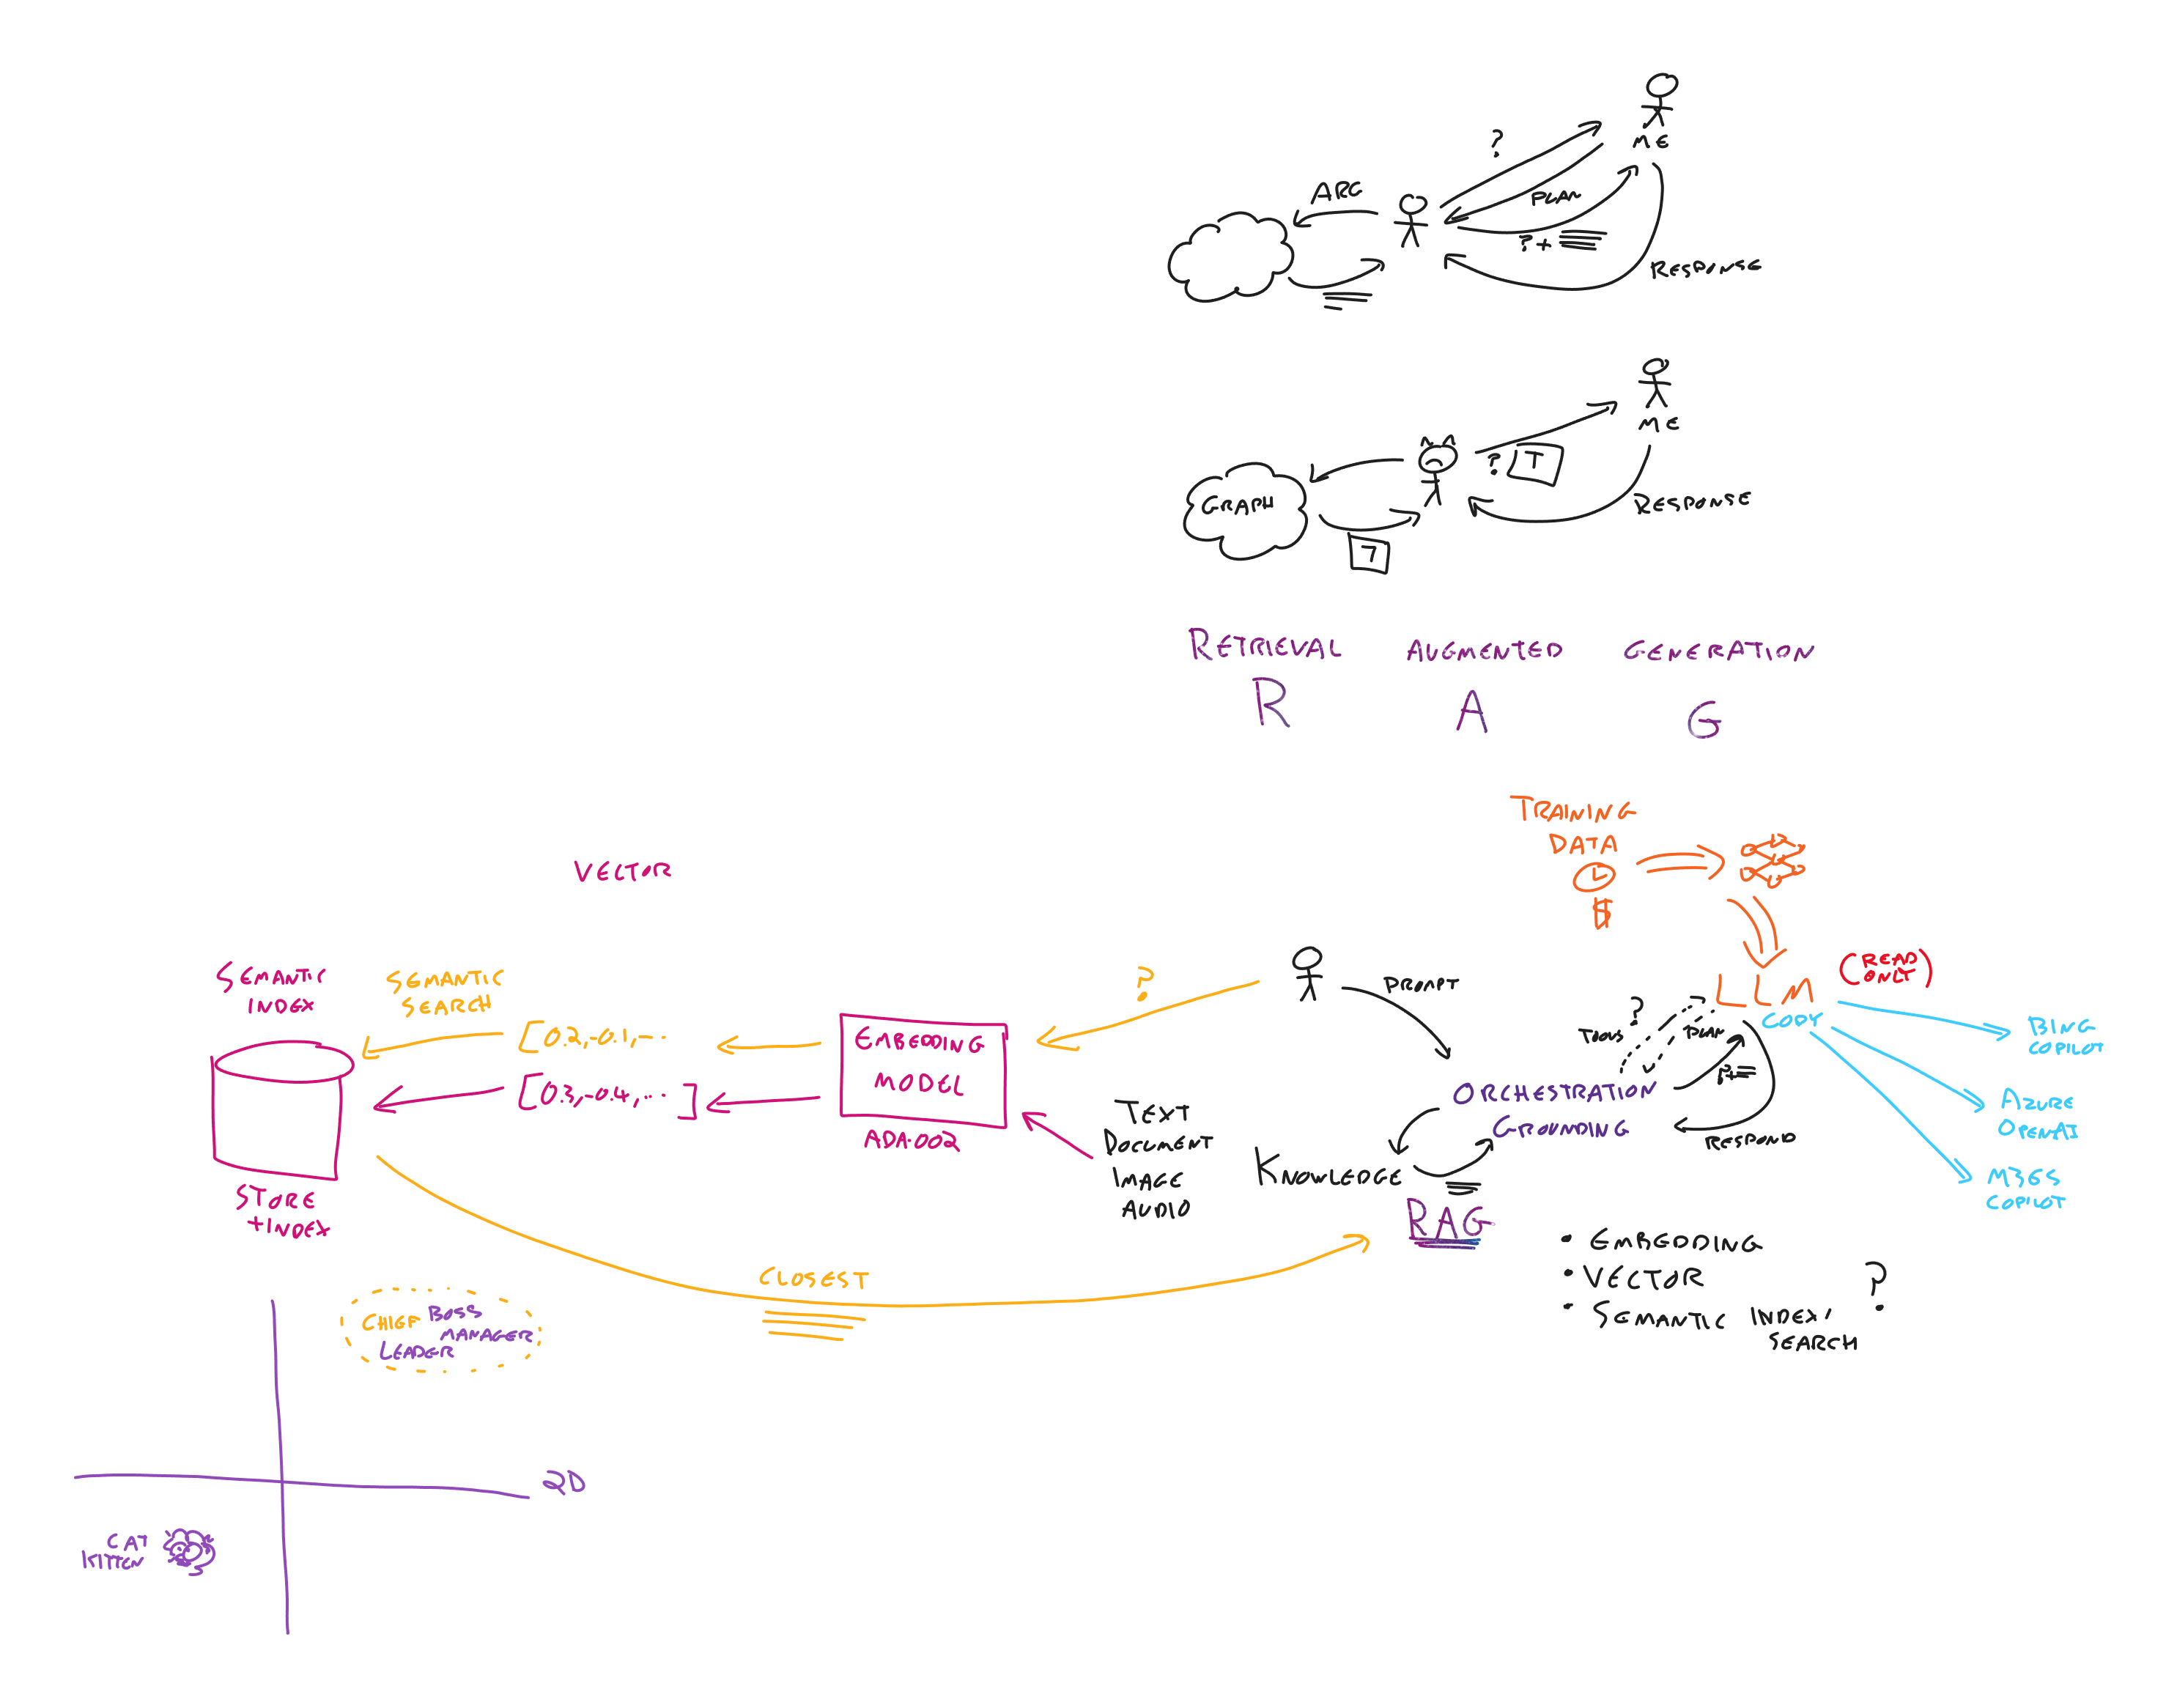 ME
?
ARG
PLAN
? +
RESPONSE
ME
? T
GRAPH
RESPONSE
7
RETRIEVAL AUGMENTED GENERATION
R A G
TRAINING
DATA
$
VECTOR
SEMANTIC
INDEX
SEMANTIC
SEARCH
?
PROMPT
LLM
(READ
ONLY)
COPY
?
TOOLS
PLAN
?+
BING
COPILOT
[0.2,-0.1,...
EMBEDDING
MODEL
[0.3,-0.4,... ]
ADA-002
TEXT
DOCUMENT
IMAGE
AUDIO
ORCHESTRATION
GROUNDING
RESPOND
AZURE
OPENAI
KNOWLEDGE
M365
COPILOT
STORE
+INDEX
RAG
• EMBEDDING
• VECTOR
• SEMANTIC INDEX/
SEARCH
?
CLOSEST
CHIEF BOSS
MANAGER
LEADER
2D
CAT
KITTEN